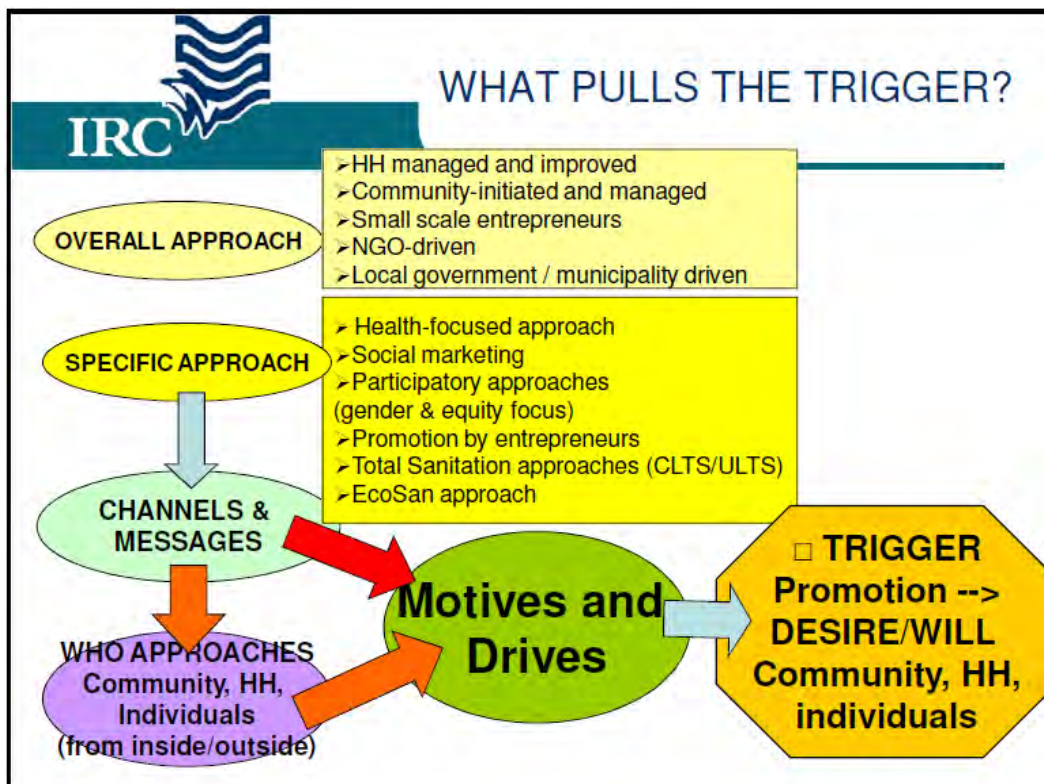 IRC
WHAT PULLS THE TRIGGER?
OVERALL APPROACH
➢HH managed and improved
➢Community-initiated and managed
➢Small scale entrepreneurs
➢NGO-driven
➢Local government / municipality driven
SPECIFIC APPROACH
➢ Health-focused approach
➢Social marketing
➢Participatory approaches
(gender & equity focus)
➢Promotion by entrepreneurs
➢Total Sanitation approaches (CLTS/ULTS)
➢EcoSan approach
CHANNELS &
MESSAGES
WHO APPROACHES
Community, HH,
Individuals
(from inside/outside)
Motives and
Drives
□ TRIGGER
Promotion -->
DESIRE/WILL
Community, HH,
individuals